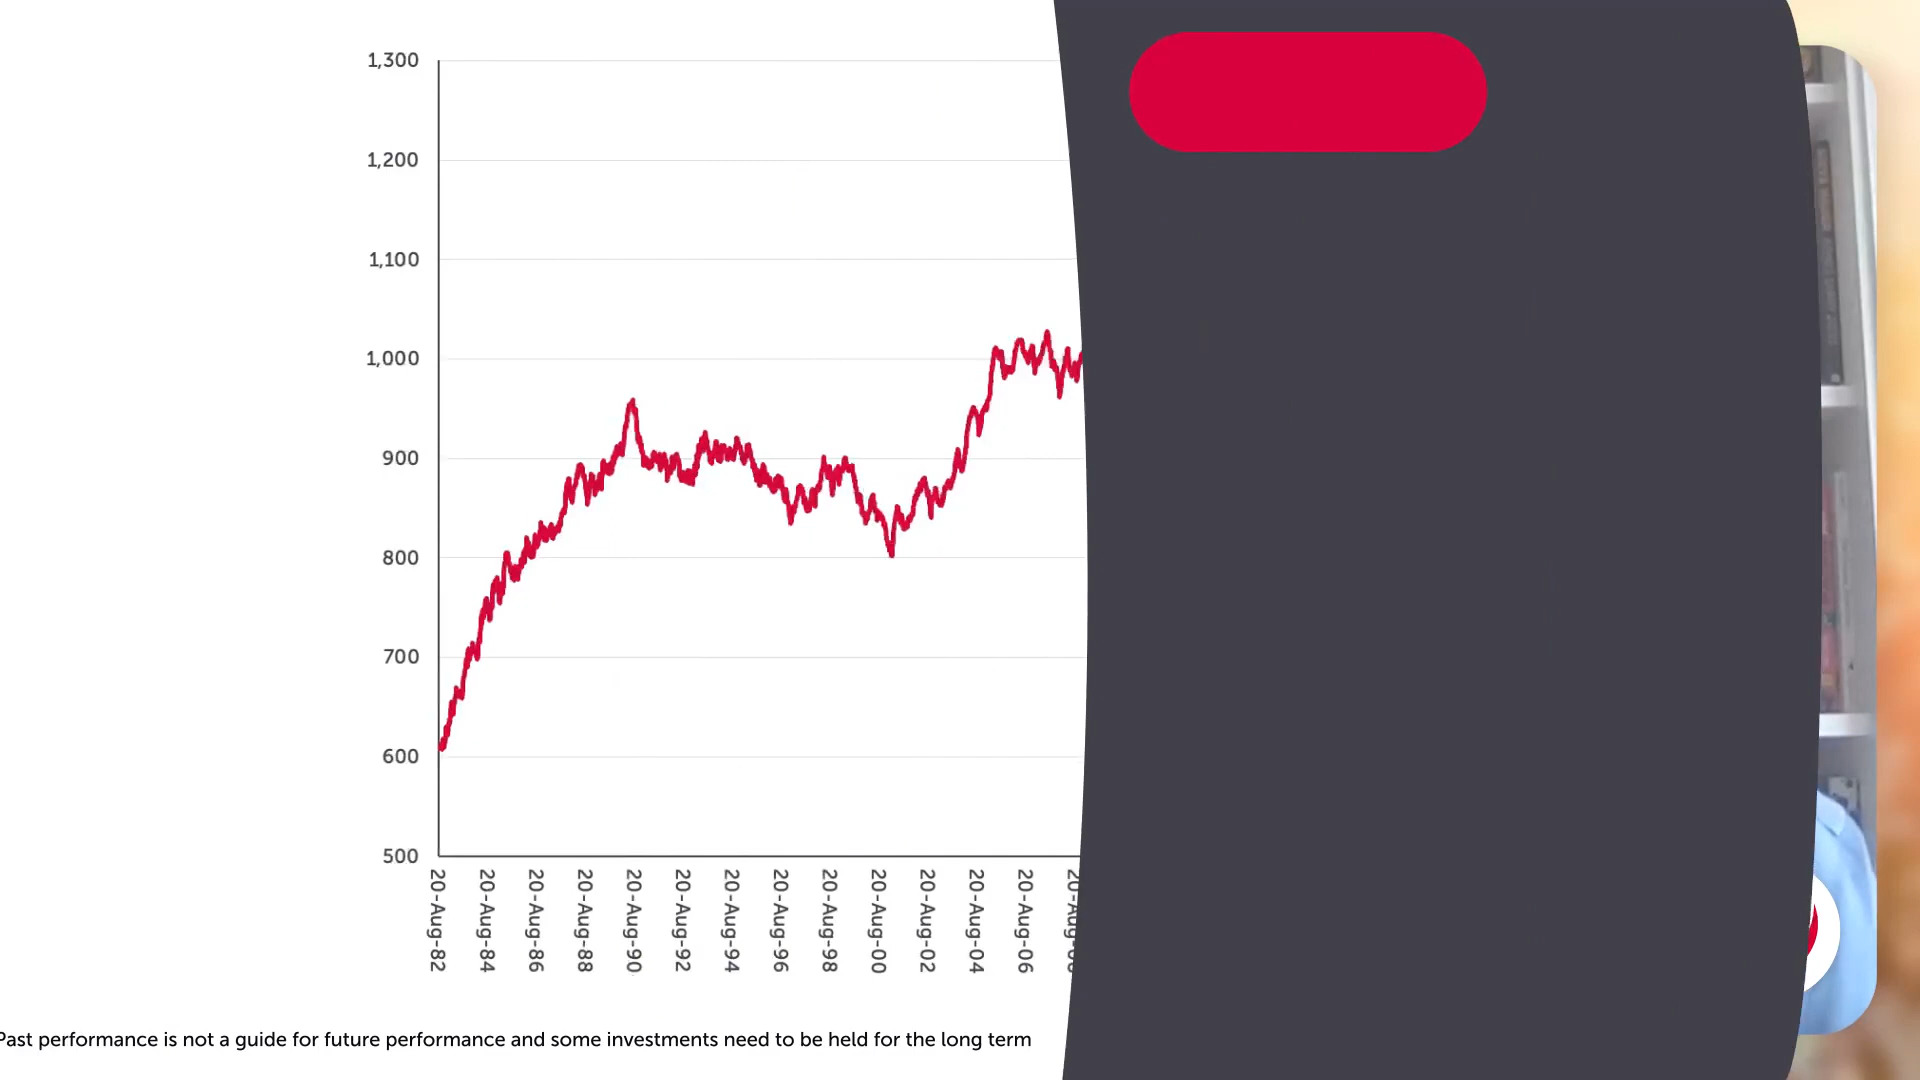 1,300
1,200
1,100
1,000
900
800
700
600
500
20-Aug-82
20-Aug-84
20-Aug-86
20-Aug-88
20-Aug-90
20-Aug-92
20-Aug-94
20-Aug-96
20-Aug-98
20-Aug-00
20-Aug-02
20-Aug-04
20-Aug-06
Past performance is not a guide for future performance and some investments need to be held for the long term